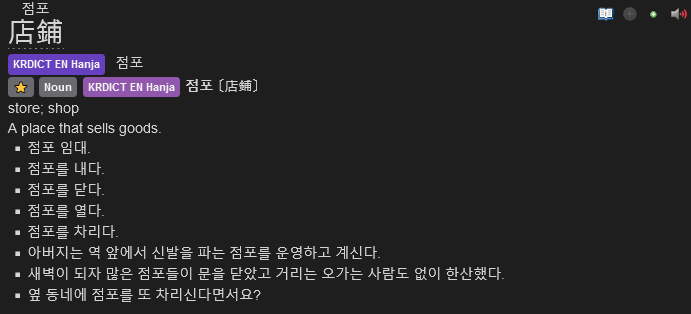 점포
店鋪
KRDICT EN Hanja 점포
⭐ Noun KRDICT EN Hanja 점포 〔店鋪〕
store; shop
A place that sells goods.
▪ 점포 임대.
▪ 점포를 내다.
▪ 점포를 닫다.
▪ 점포를 열다.
▪ 점포를 차리다.
▪ 아버지는 역 앞에서 신발을 파는 점포를 운영하고 계신다.
▪ 새벽이 되자 많은 점포들이 문을 닫았고 거리는 오가는 사람도 없이 한산했다.
▪ 옆 동네에 점포를 또 차리신다면서요?